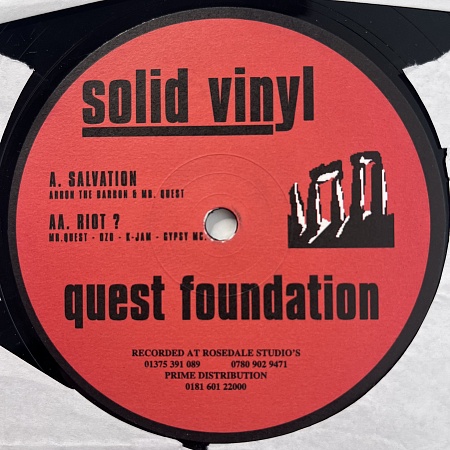 solid vinyl
A. SALVATION
ARRON THE BARRON & MR. QUEST
AA. RIOT ?
MR.QUEST - OZO - K-JAM - GYPSY MC.
quest foundation
RECORDED AT ROSEDALE STUDIO'S
01375 391 089 0780 902 9471
PRIME DISTRIBUTION
0181 601 22000